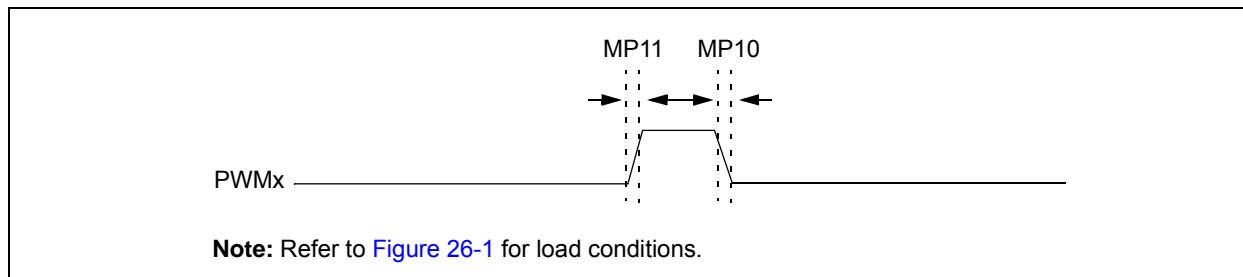 MP11 MP10
PWMx
Note: Refer to Figure 26-1 for load conditions.